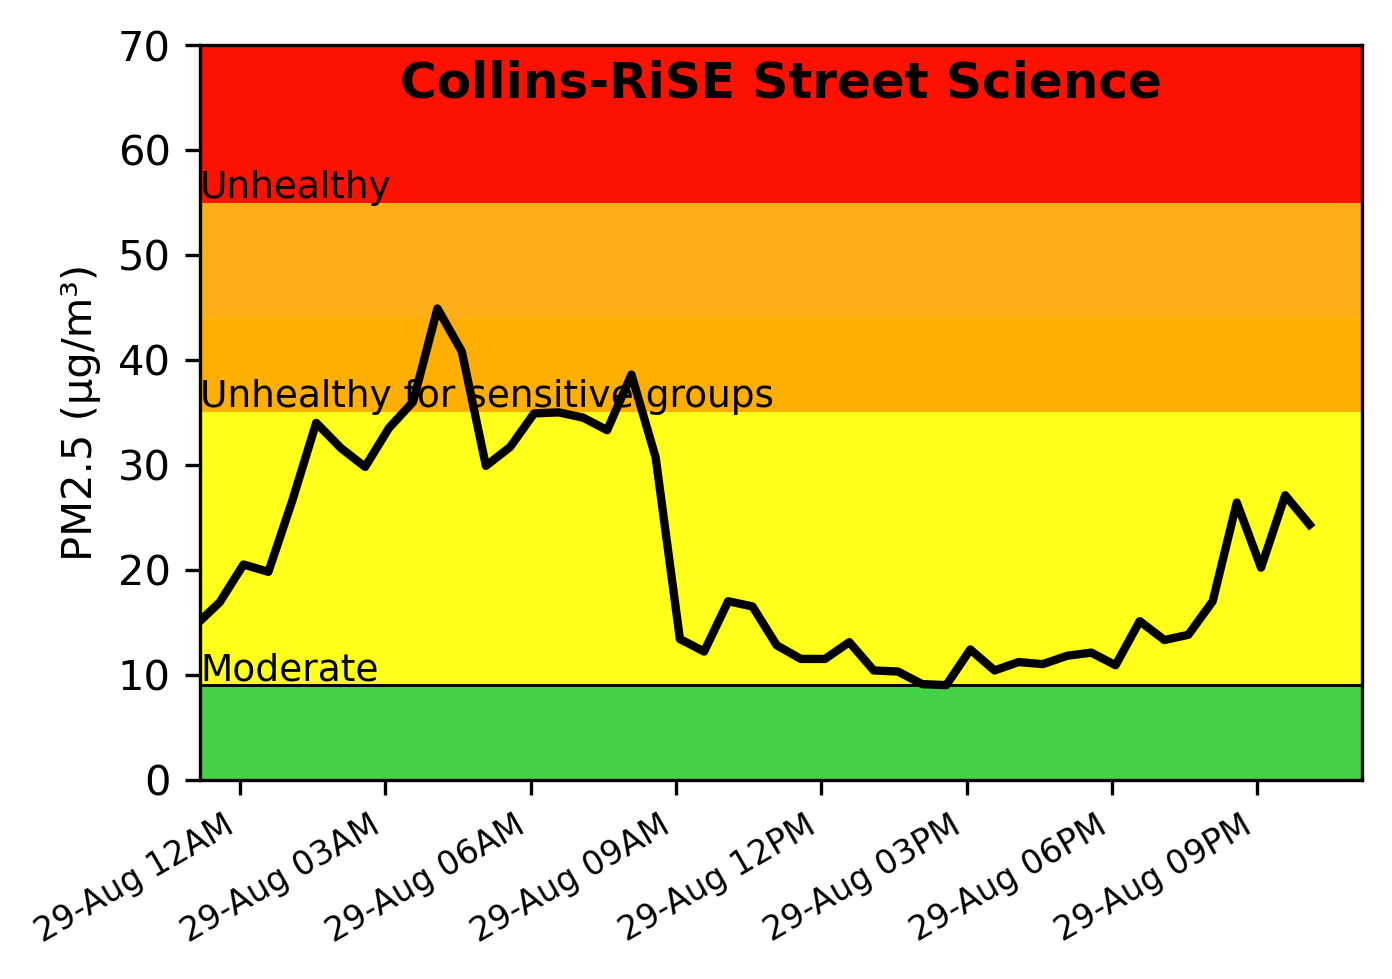 Collins-RiSE Street Science
70
60
Unhealthy
50
40
Unhealthy for sensitive groups
30
20
Moderate
10
0
PM2.5 (µg/m³)
29-Aug 12AM
29-Aug 03AM
29-Aug 06AM
29-Aug 09AM
29-Aug 12PM
29-Aug 03PM
29-Aug 06PM
29-Aug 09PM